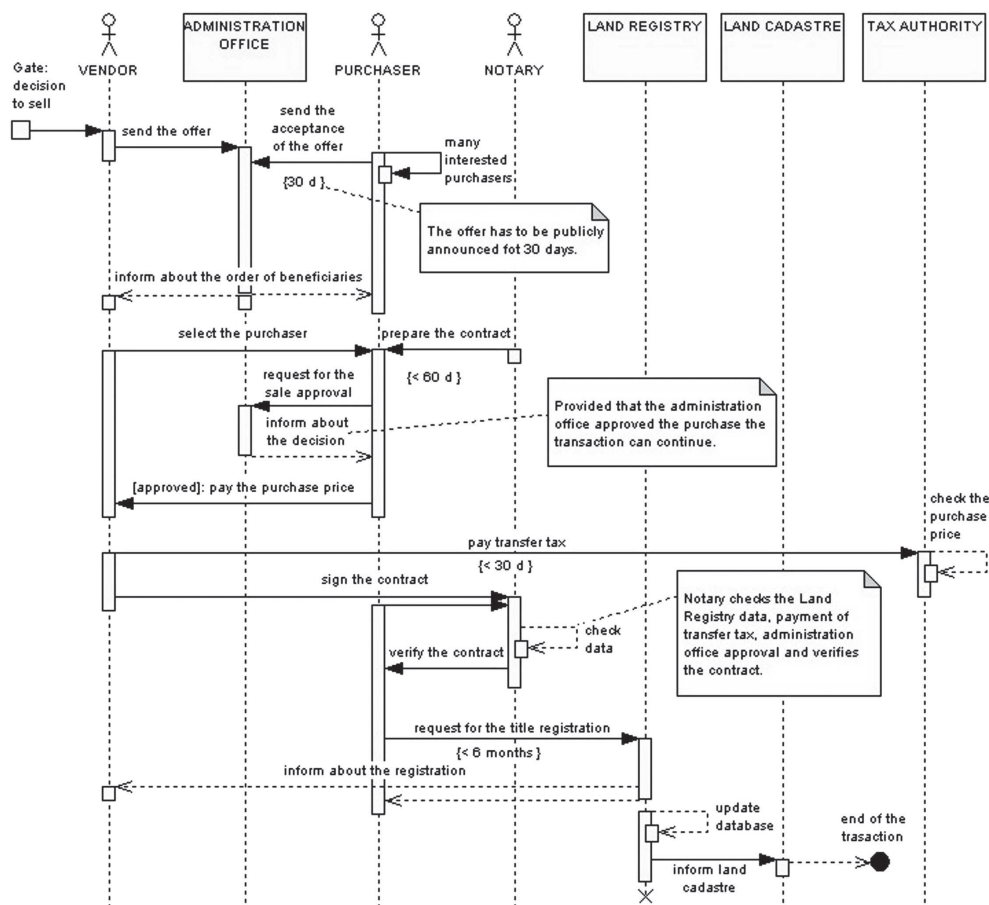 ADMINISTRATION
OFFICE
LAND REGISTRY
LAND CADASTRE
TAX AUTHORITY
Gate:
decision
to sell
VENDOR
PURCHASER
NOTARY
send the offer
send the
acceptance
of the offer
many
interested
purchasers
{30 d }
The offer has to be publicly
announced fot 30 days.
inform about the order of beneficiaries
select the purchaser
prepare the contract
{< 60 d }
request for the
sale approval
inform about
the decision
Provided that the administration
office approved the purchase the
transaction can continue.
[approved]: pay the purchase price
check the
purchase
price
pay transfer tax
{< 30 d }
sign the contract
Notary checks the Land
Registry data, payment of
transfer tax, administration
office approval and verifies
the contract.
check
data
verify the contract
request for the title registration
{< 6 months }
inform about the registration
update
database
end of the
trasaction
inform land
cadastre